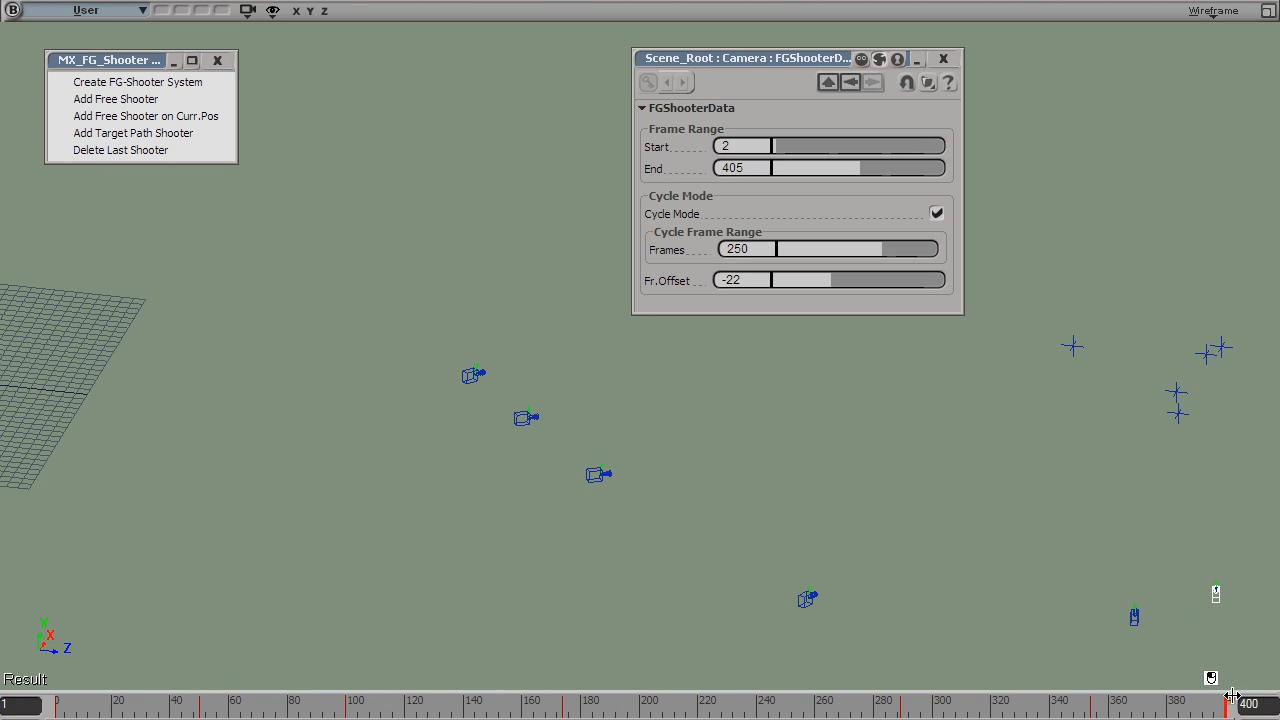 B User X Y Z Wireframe
MX_FG_Shooter ... X
Create FG-Shooter System
Add Free Shooter
Add Free Shooter on Curr.Pos
Add Target Path Shooter
Delete Last Shooter
Scene_Root : Camera : FGShooterD... X
?
FGShooterData
Frame Range
Start 2
End 405
Cycle Mode
Cycle Mode
Cycle Frame Range
Frames 250
Fr.Offset -22
Y
X
Z
Result
1 0 20 40 60 80 100 120 140 160 180 200 220 240 260 280 300 320 340 360 380 400